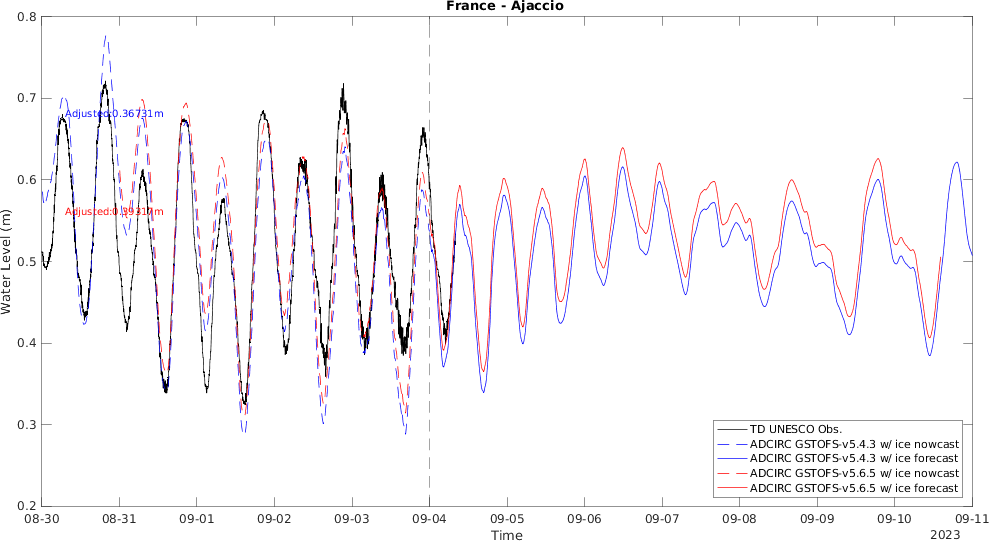 France - Ajaccio
Water Level (m)
0.8
0.7
0.6
0.5
0.4
0.3
0.2
Adjusted:0.36731m
Adjusted:0.39317m
08-30
08-31
09-01
09-02
09-03
09-04
09-05
09-06
09-07
09-08
09-09
09-10
09-11
Time
2023
TD UNESCO Obs.
ADCIRC GSTOFS-v5.4.3 w/ ice nowcast
ADCIRC GSTOFS-v5.4.3 w/ ice forecast
ADCIRC GSTOFS-v5.6.5 w/ ice nowcast
ADCIRC GSTOFS-v5.6.5 w/ ice forecast